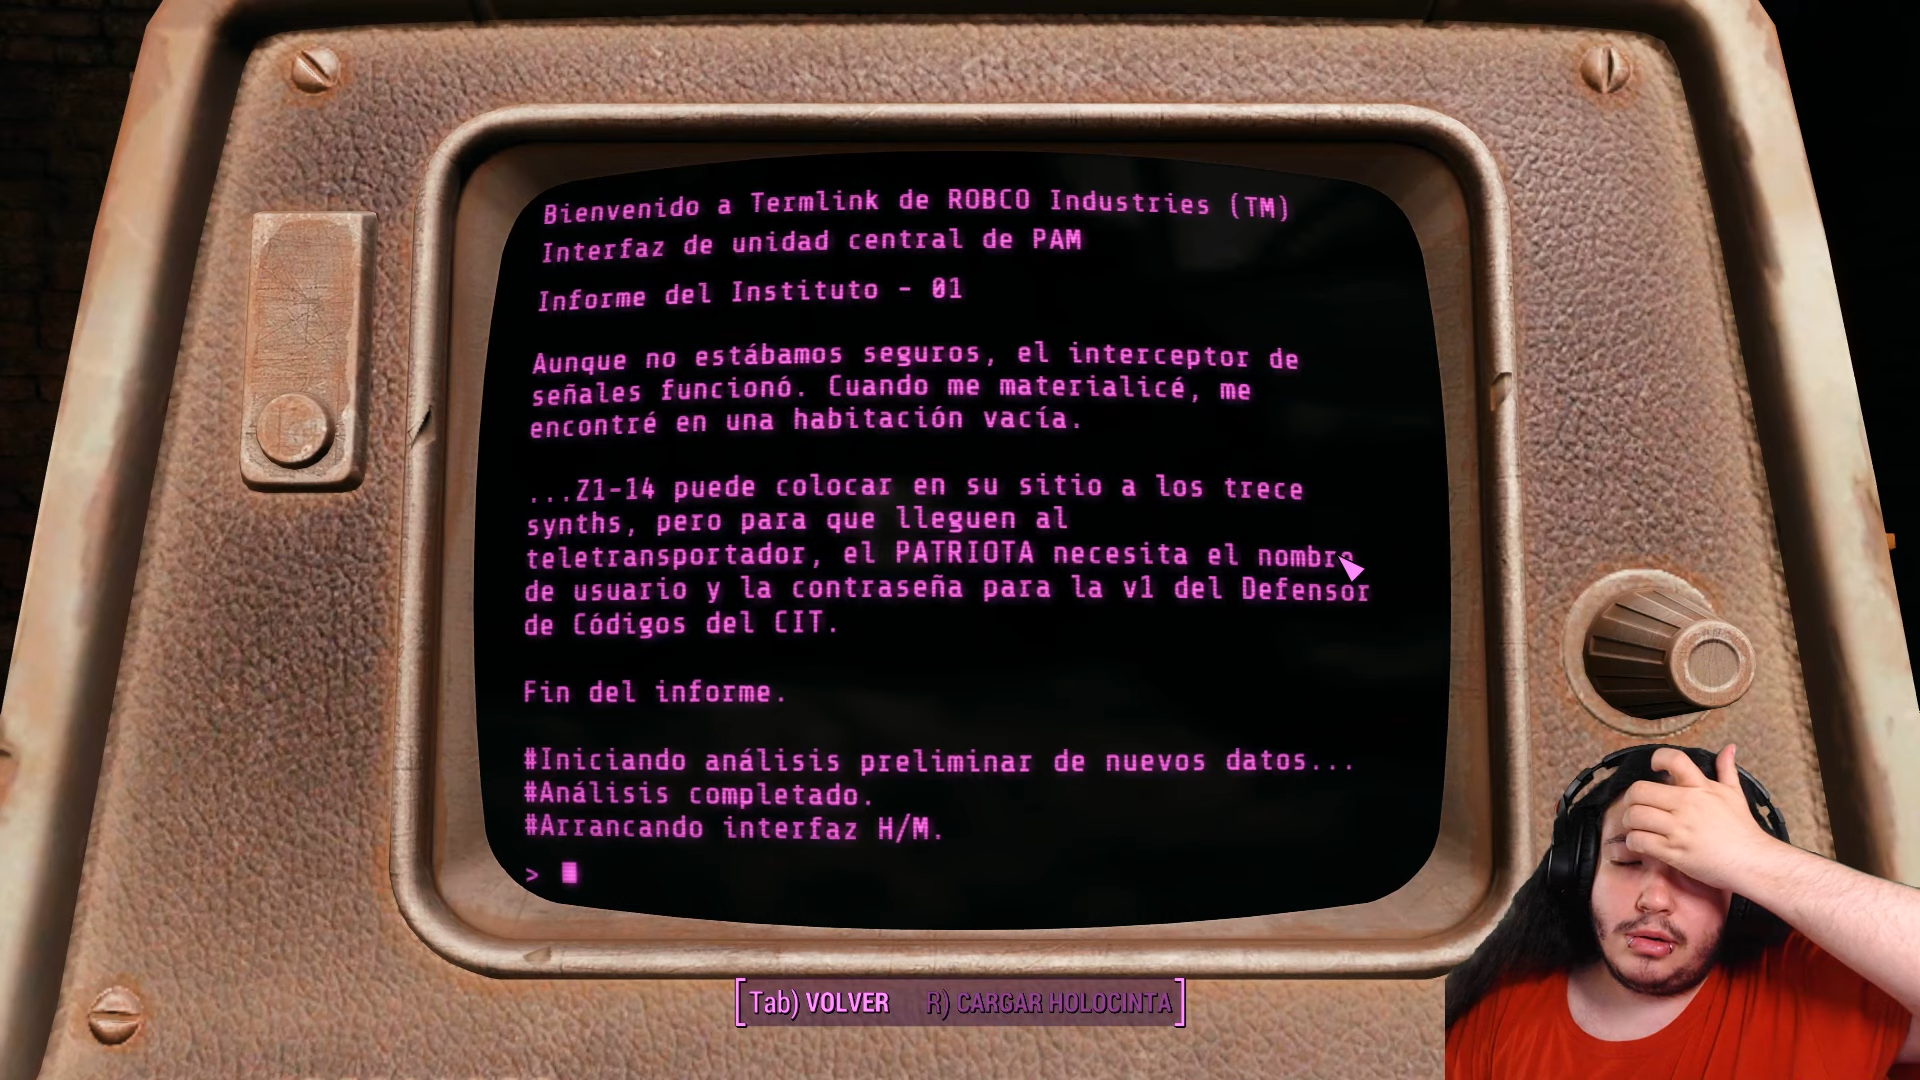 Bienvenido a Termlink de ROBCO Industries (TM)
Interfaz de unidad central de PAM
Informe del Instituto - 01
Aunque no estábamos seguros, el interceptor de
señales funcionó. Cuando me materialicé, me
encontré en una habitación vacía.
...Z1-14 puede colocar en su sitio a los trece
synths, pero para que lleguen al
teletransportador, el PATRIOTA necesita el nombre
de usuario y la contraseña para la v1 del Defensor
de Códigos del CIT.
Fin del informe.
#Iniciando análisis preliminar de nuevos datos...
#Análisis completado.
#Arrancando interfaz H/M.
>
Tab) VOLVER R) CARGAR HOLOCINTA